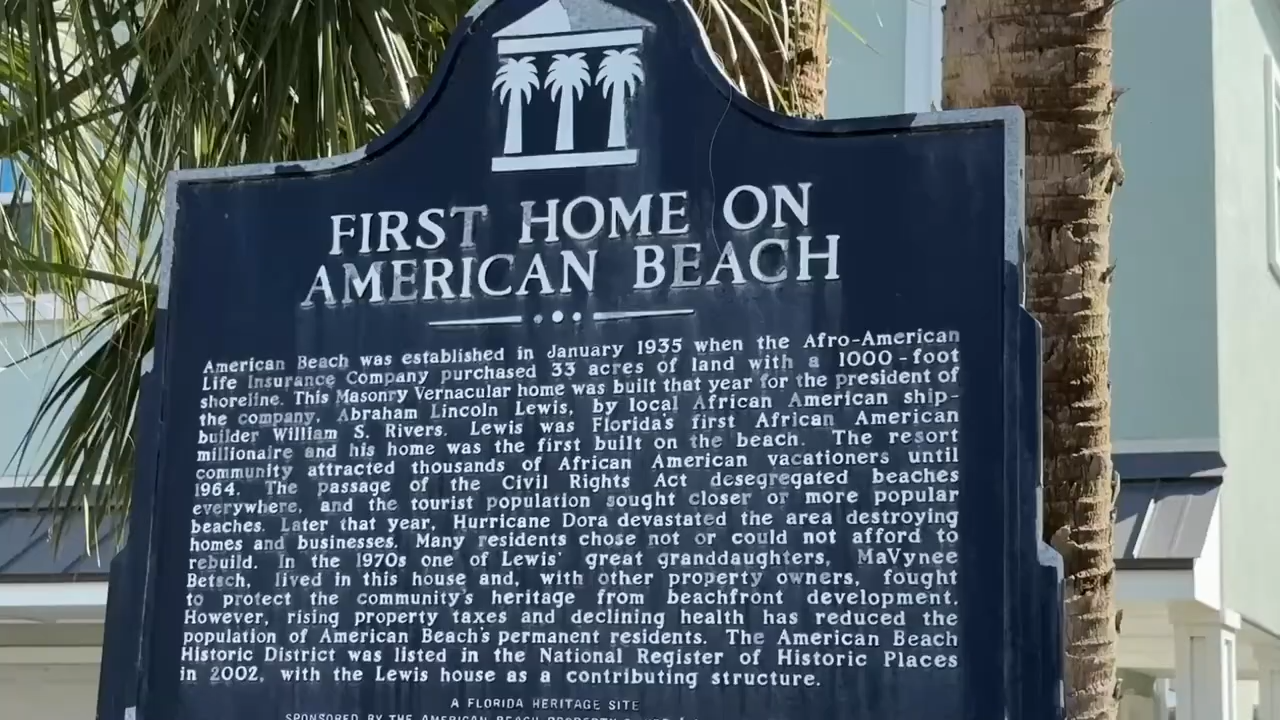 FIRST HOME ON
AMERICAN BEACH
American Beach was established in January 1935 when the Afro-American
Life Insurance Company purchased 33 acres of land with a 1000-foot
shoreline. This Masonry Vernacular home was built that year for the president of
the company, Abraham Lincoln Lewis, by local African American ship-
builder William S. Rivers. Lewis was Florida's first African American
millionaire and his home was the first built on the beach. The resort
community attracted thousands of African American vacationers until
1964. The passage of the Civil Rights Act desegregated beaches
everywhere, and the tourist population sought closer or more popular
beaches. Later that year, Hurricane Dora devastated the area destroying
homes and businesses. Many residents chose not or could not afford to
rebuild. In the 1970s one of Lewis' great granddaughters, MaVynee
Betsch, lived in this house and, with other property owners, fought
to protect the community's heritage from beachfront development.
However, rising property taxes and declining health has reduced the
population of American Beach's permanent residents. The American Beach
Historic District was listed in the National Register of Historic Places
in 2002, with the Lewis house as a contributing structure.
A FLORIDA HERITAGE SITE
SPONSORED BY THE AMERICAN BEACH PROPERTY